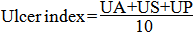 Ulcer index = UA+US+UP
10